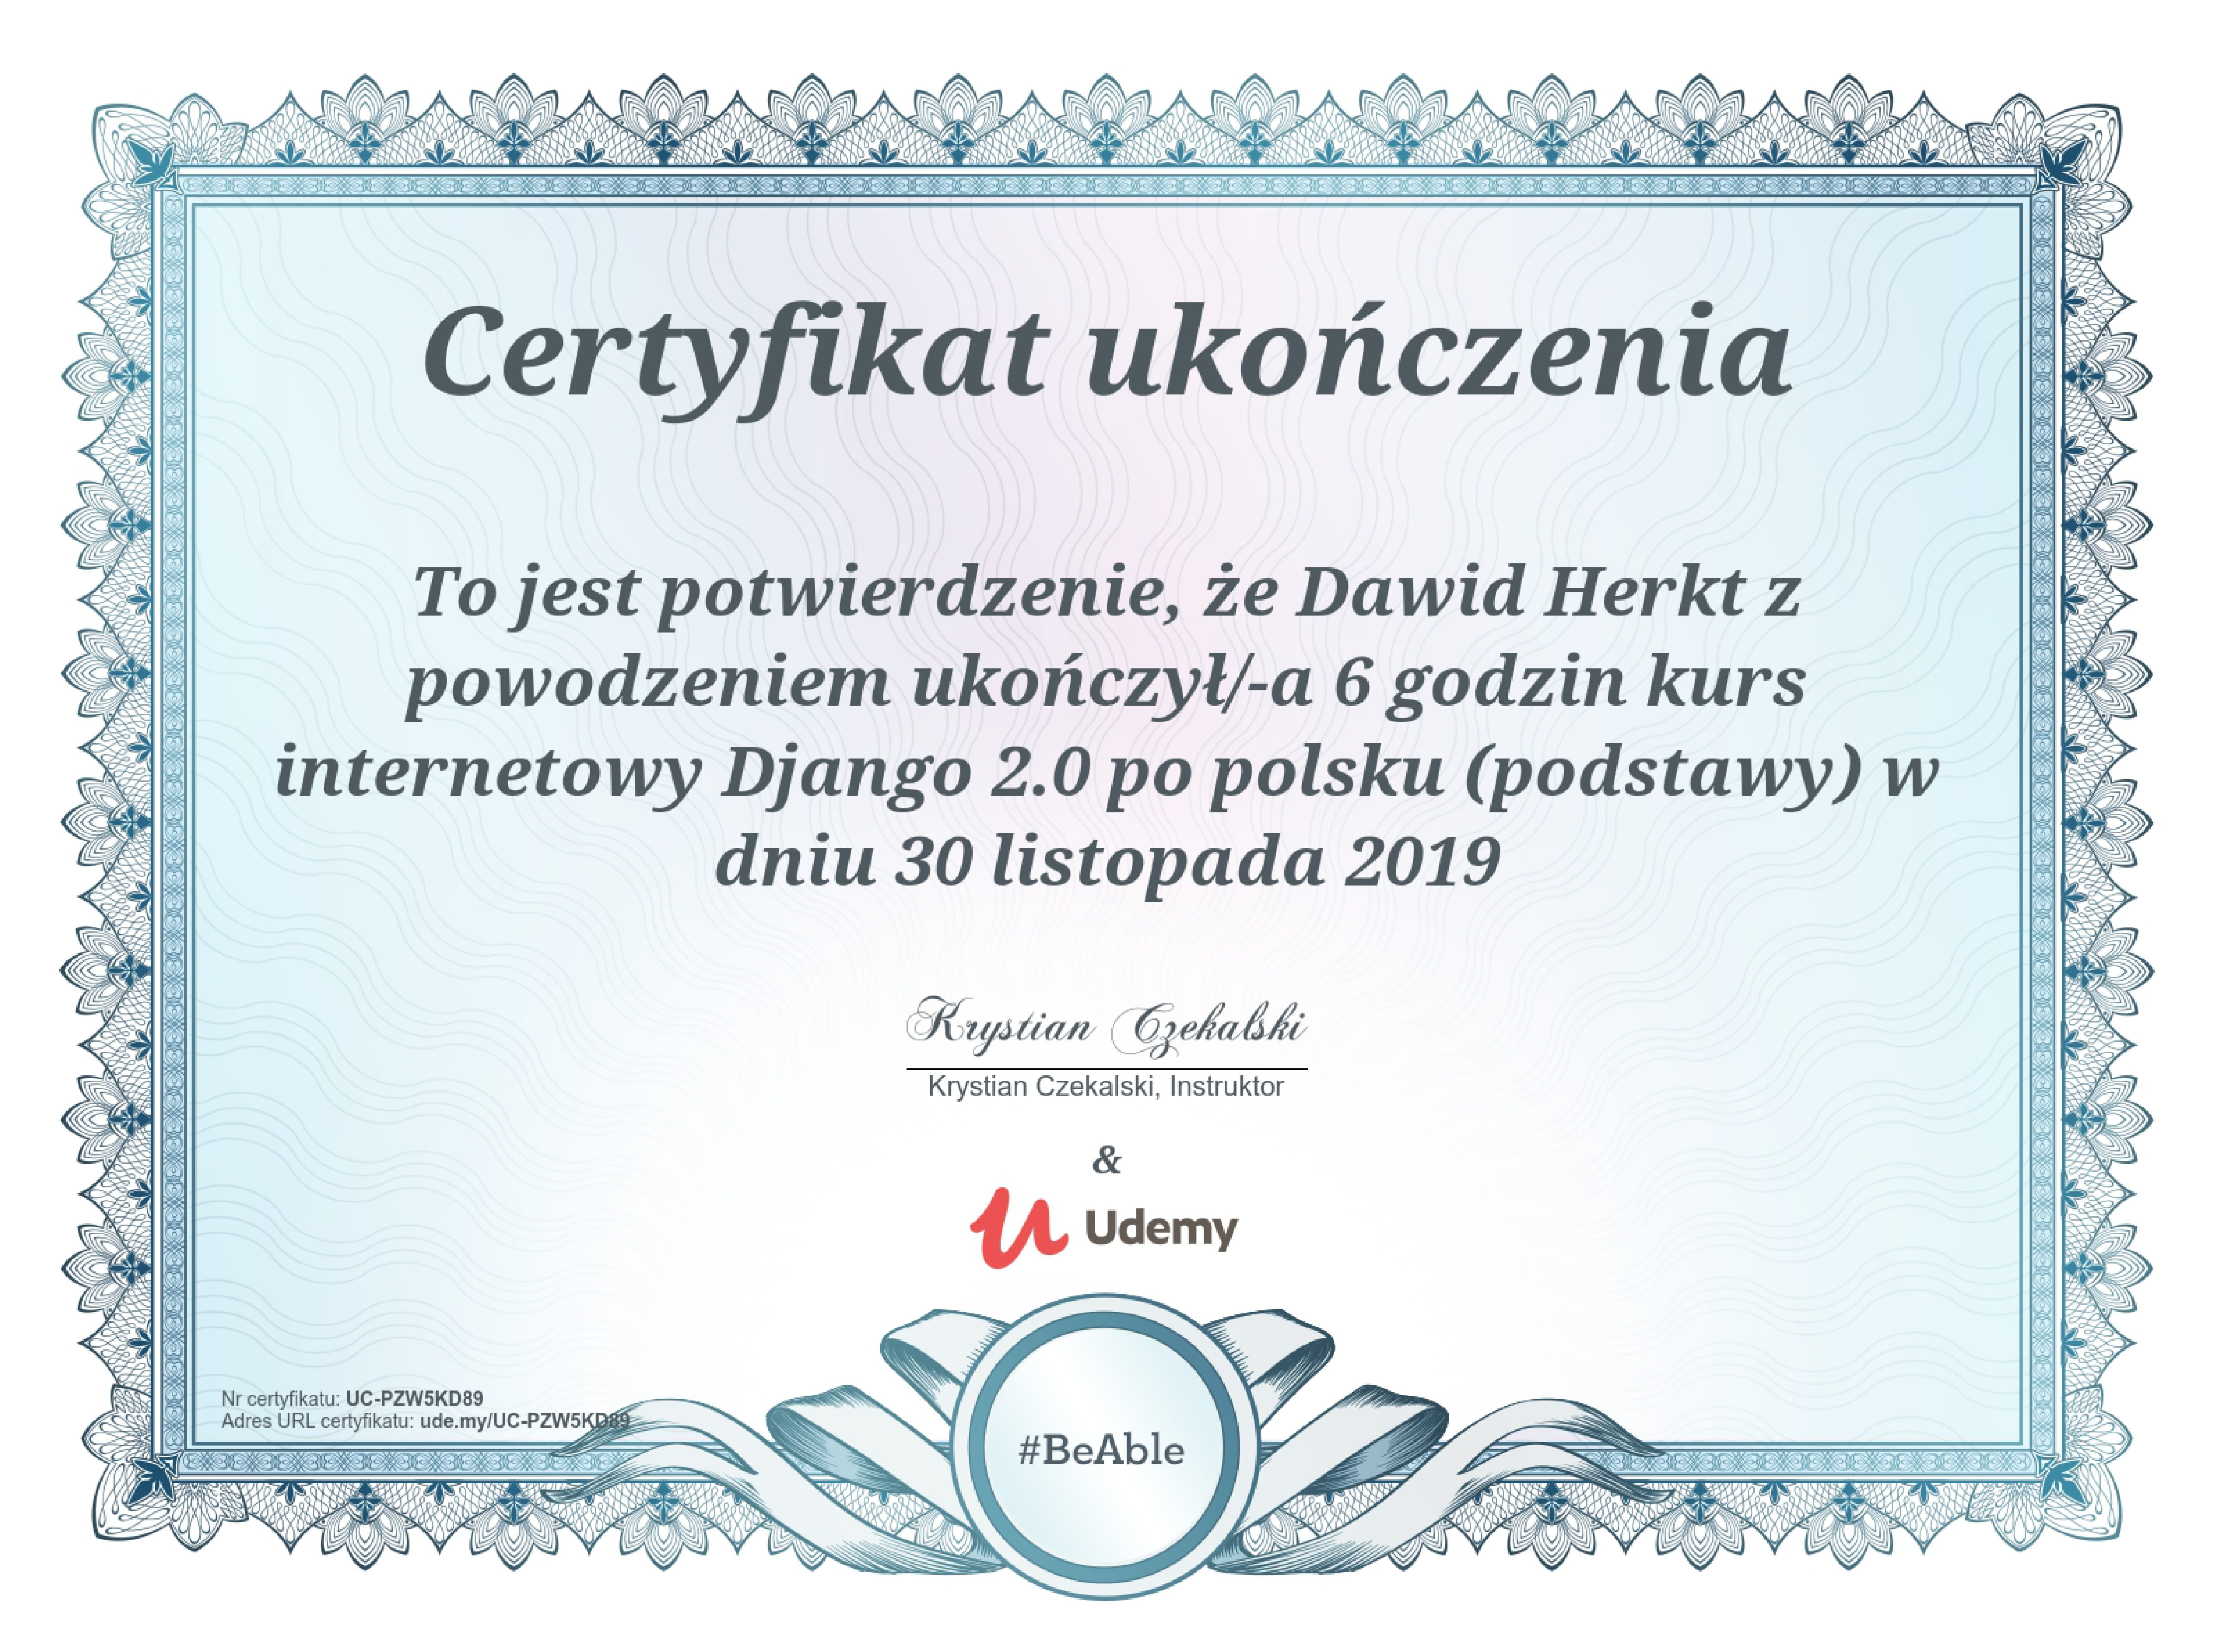 Certyfikat ukończenia
To jest potwierdzenie, że Dawid Herkt z
powodzeniem ukończył/-a 6 godzin kurs
internetowy Django 2.0 po polsku (podstawy) w
dniu 30 listopada 2019
Krystian Czekalski
Krystian Czekalski, Instruktor
&
Udemy
Nr certyfikatu: UC-PZW5KD89
Adres URL certyfikatu: ude.my/UC-PZW5KD89
#BeAble